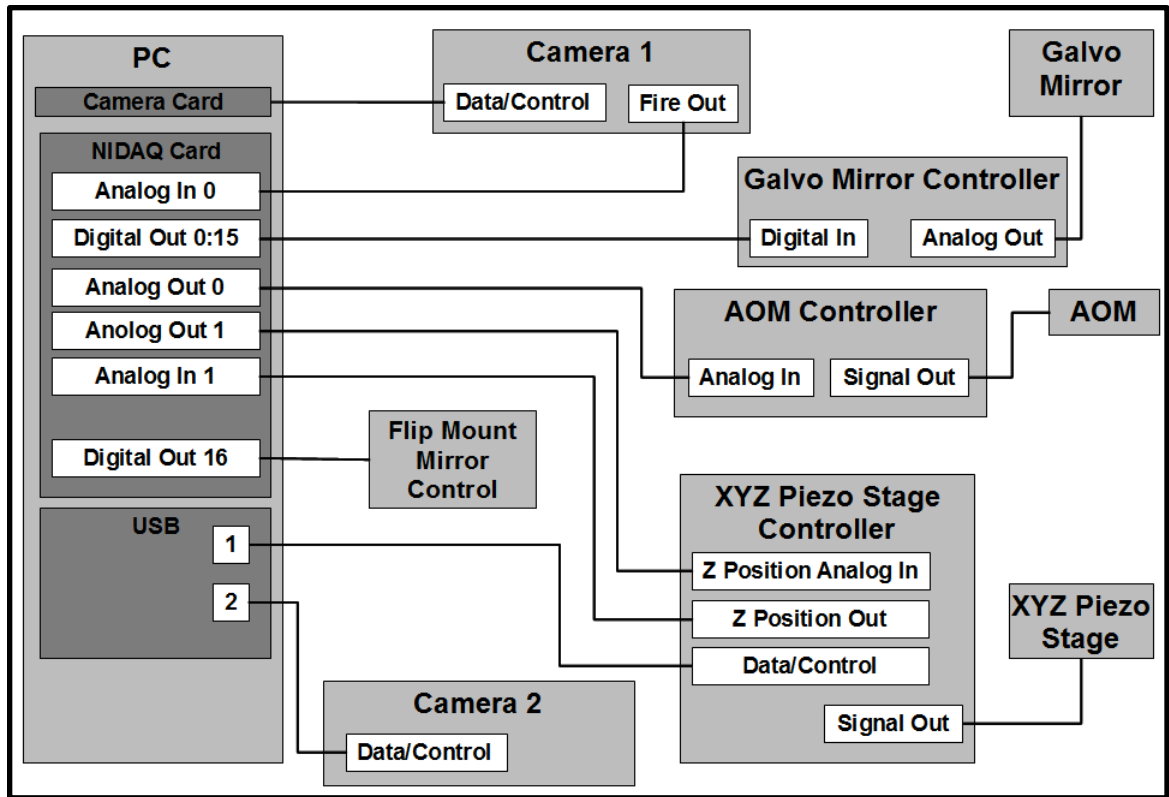 PC
Camera Card
NIDAQ Card
Analog In 0
Digital Out 0:15
Analog Out 0
Anolog Out 1
Analog In 1
Digital Out 16
USB
1
2
Camera 1
Data/Control
Fire Out
Galvo
Mirror
Galvo Mirror Controller
Digital In
Analog Out
AOM Controller
Analog In
Signal Out
AOM
Flip Mount
Mirror
Control
XYZ Piezo Stage
Controller
Z Position Analog In
Z Position Out
Data/Control
Signal Out
XYZ Piezo
Stage
Camera 2
Data/Control